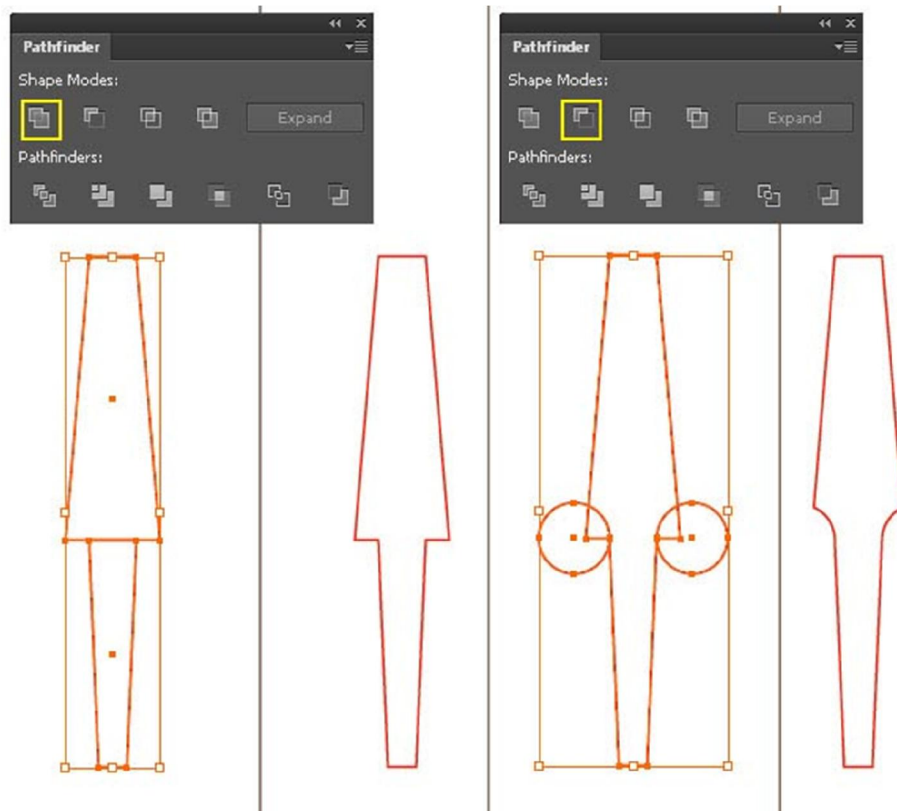 Pathfinder
Shape Modes:
Expand
Pathfinders:
Pathfinder
Shape Modes:
Expand
Pathfinders: